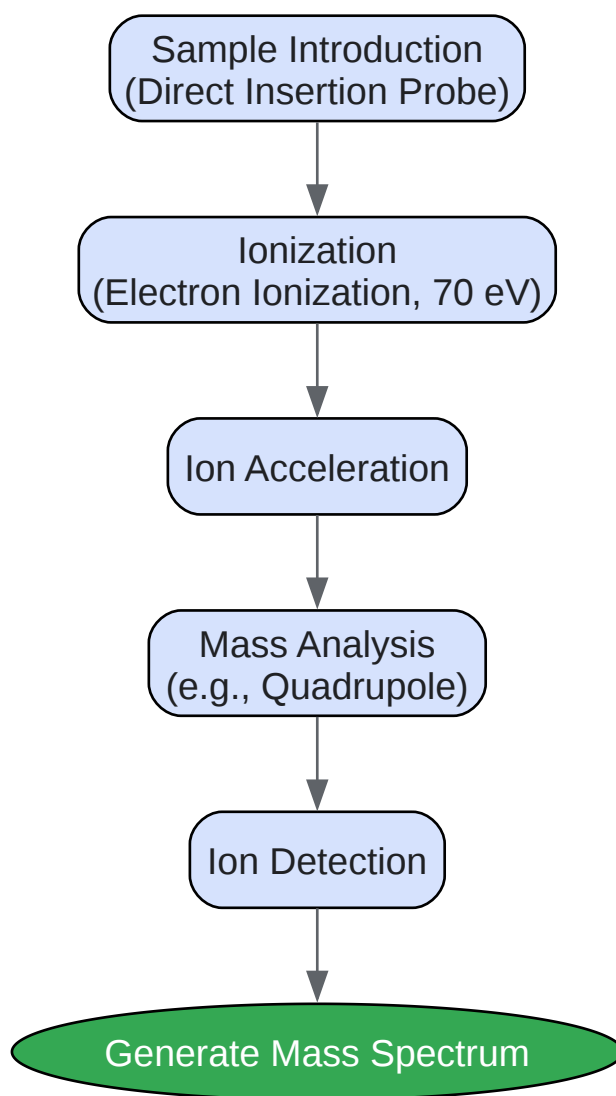 Sample Introduction
(Direct Insertion Probe)
Ionization
(Electron Ionization, 70 eV)
Ion Acceleration
Mass Analysis
(e.g., Quadrupole)
Ion Detection
Generate Mass Spectrum